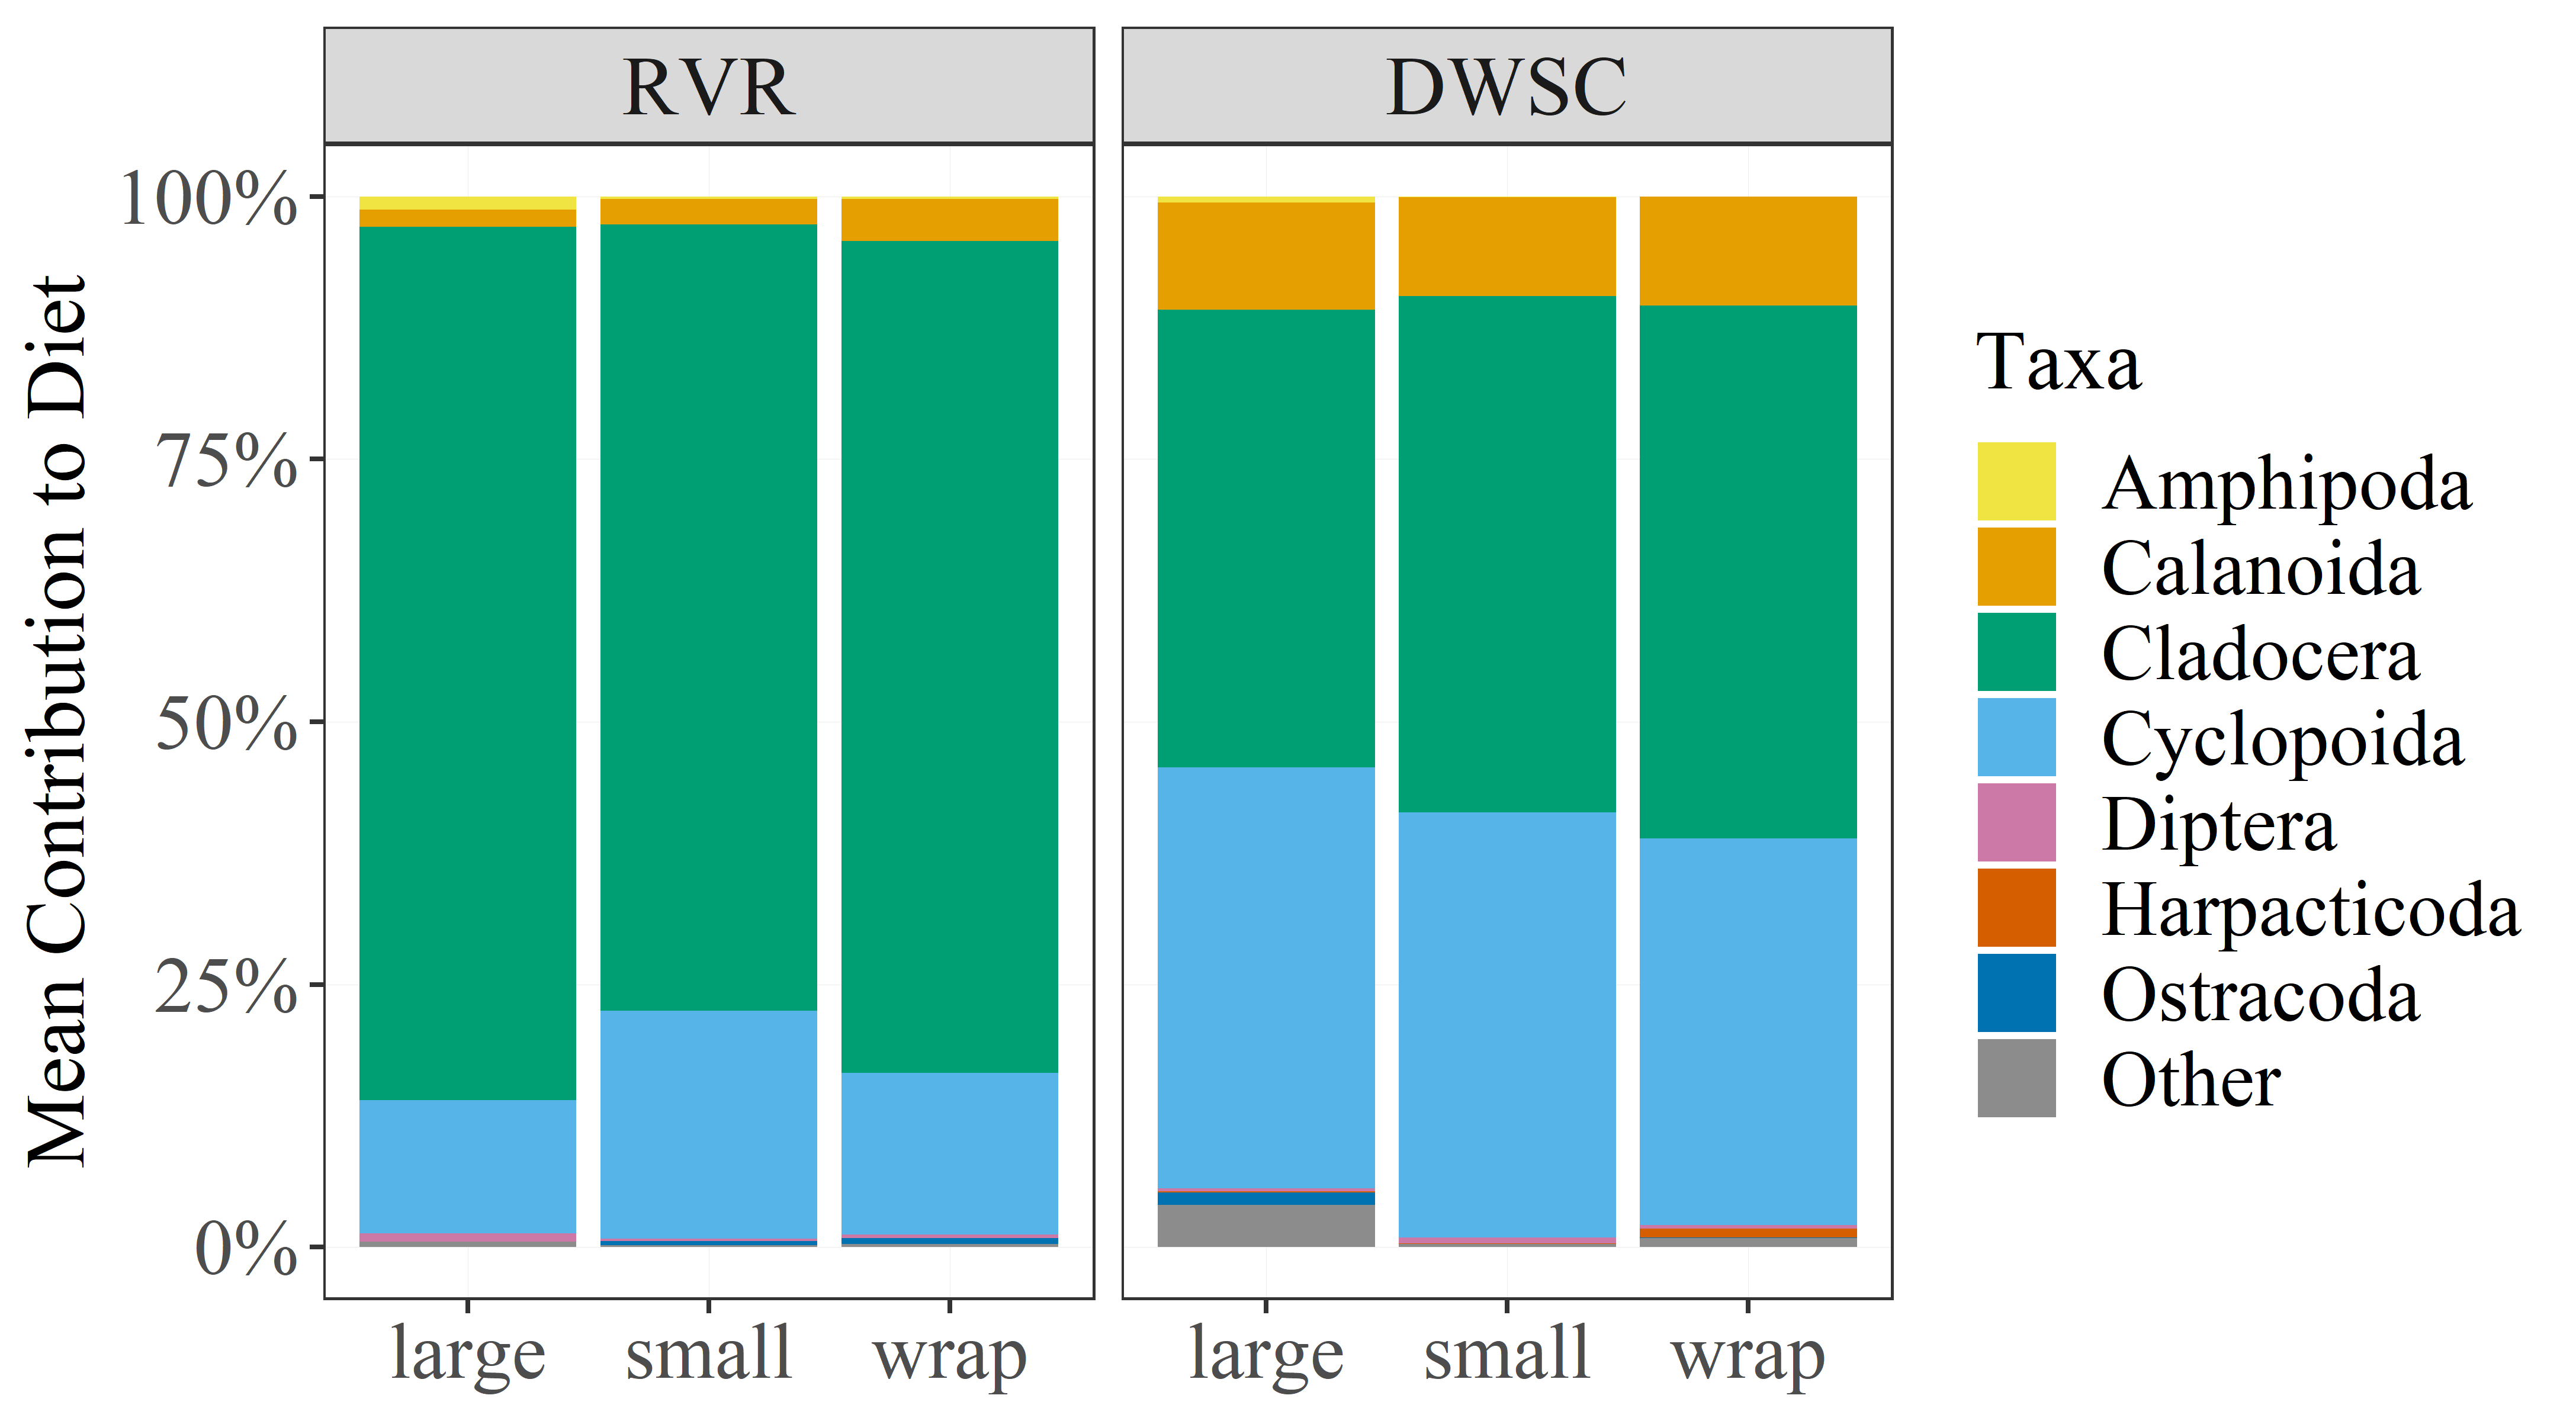 RVR
DWSC
100%
75%
50%
25%
0%
Mean Contribution to Diet
large
small
wrap
large
small
wrap
Taxa
Amphipoda
Calanoida
Cladocera
Cyclopoida
Diptera
Harpacticoda
Ostracoda
Other